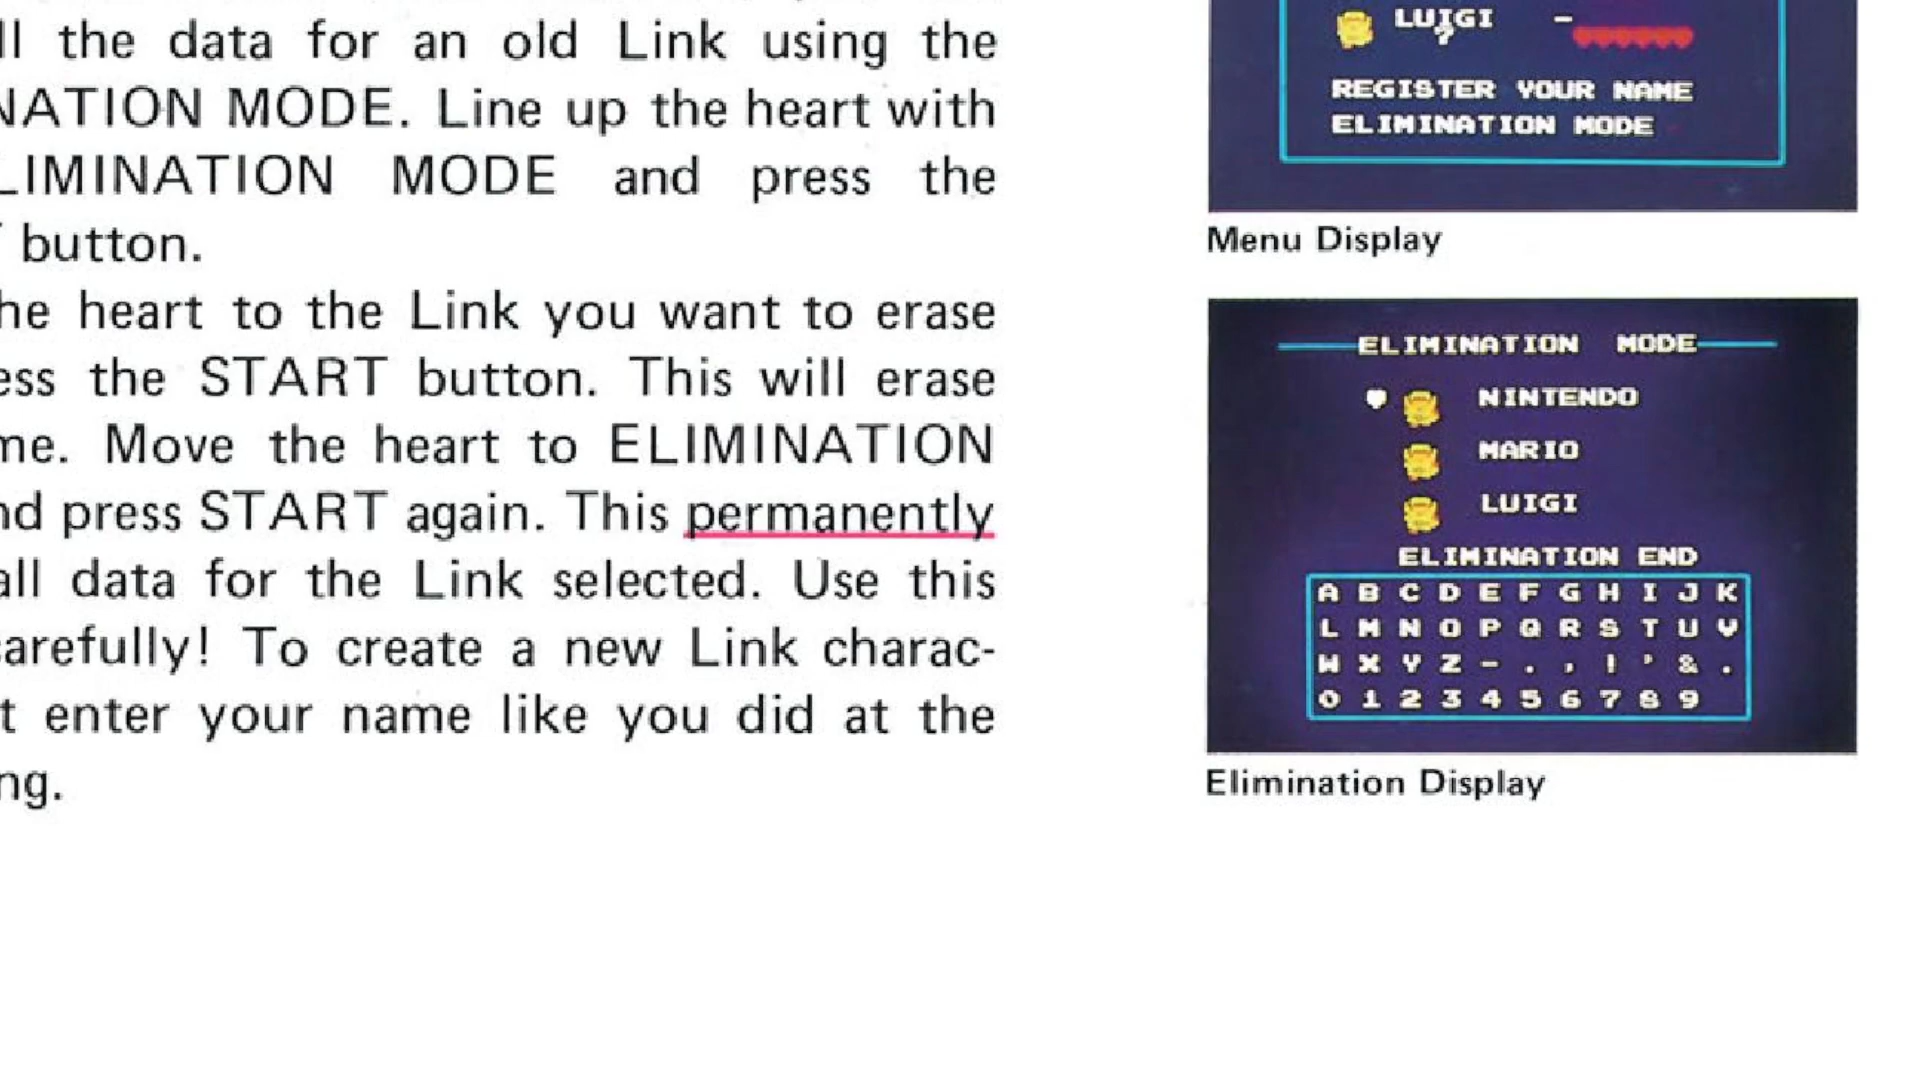 ll the data for an old Link using the
NATION MODE. Line up the heart with
LIMINATION MODE and press the
button.
he heart to the Link you want to erase
ess the START button. This will erase
me. Move the heart to ELIMINATION
nd press START again. This permanently
all data for the Link selected. Use this
carefully! To create a new Link charac-
t enter your name like you did at the
ng.
LUIGI -
?
REGISTER YOUR NAME
ELIMINATION MODE
Menu Display
ELIMINATION MODE
NINTENDO
MARIO
LUIGI
ELIMINATION END
A B C D E F G H I J K
L M N O P Q R S T U V
W X Y Z - . , ! ' & .
0 1 2 3 4 5 6 7 8 9
Elimination Display